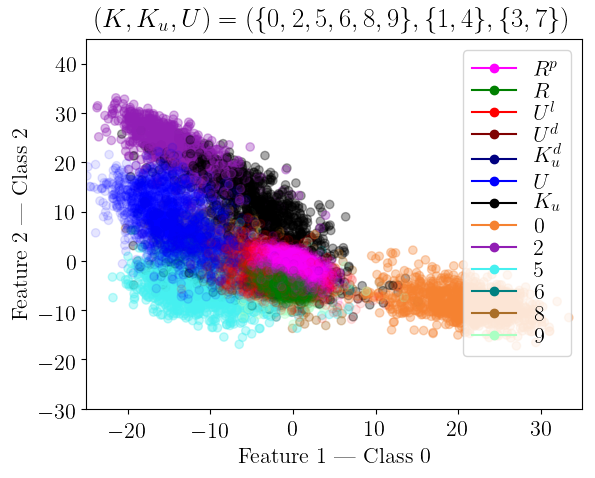 (K, K_u, U) = ({0, 2, 5, 6, 8, 9}, {1, 4}, {3, 7})
40
30
20
10
0
−10
−20
−30
Feature 2 — Class 2
−20
−10
0
10
20
30
Feature 1 — Class 0
R^p
R
U^l
U^d
K_u^d
U
K_u
0
2
5
6
8
9